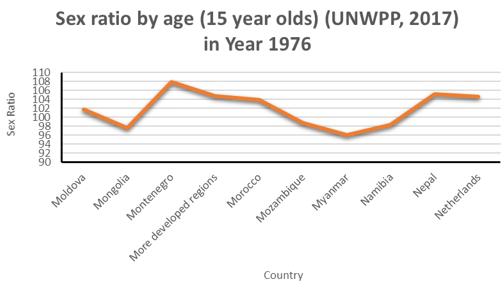 Sex ratio by age (15 year olds) (UNWPP, 2017)
in Year 1976
Sex Ratio
110
108
106
104
102
100
98
96
94
92
90
Moldova
Mongolia
Montenegro
More developed regions
Morocco
Mozambique
Myanmar
Namibia
Nepal
Netherlands
Country